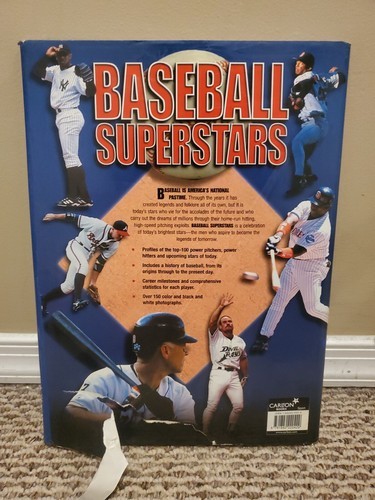 BASEBALL
SUPERSTARS
BASEBALL IS AMERICA'S NATIONAL
PASTIME. Through the years it has
created legends and folklore all of its own, but it is
today's stars who vie for the accolades of the future and who
carry out the dreams of millions through their home-run hitting,
high-speed pitching exploits. BASEBALL SUPERSTARS is a celebration
of today's brightest stars—the men who aspire to become the
legends of tomorrow.
• Profiles of the top-100 power pitchers, power
hitters and upcoming stars of today.
• Includes a history of baseball, from its
origins through to the present day.
• Career milestones and comprehensive
statistics for each player.
• Over 150 color and black and
white photographs.
DEVIL
RAYS
CARLTON
BOOKS